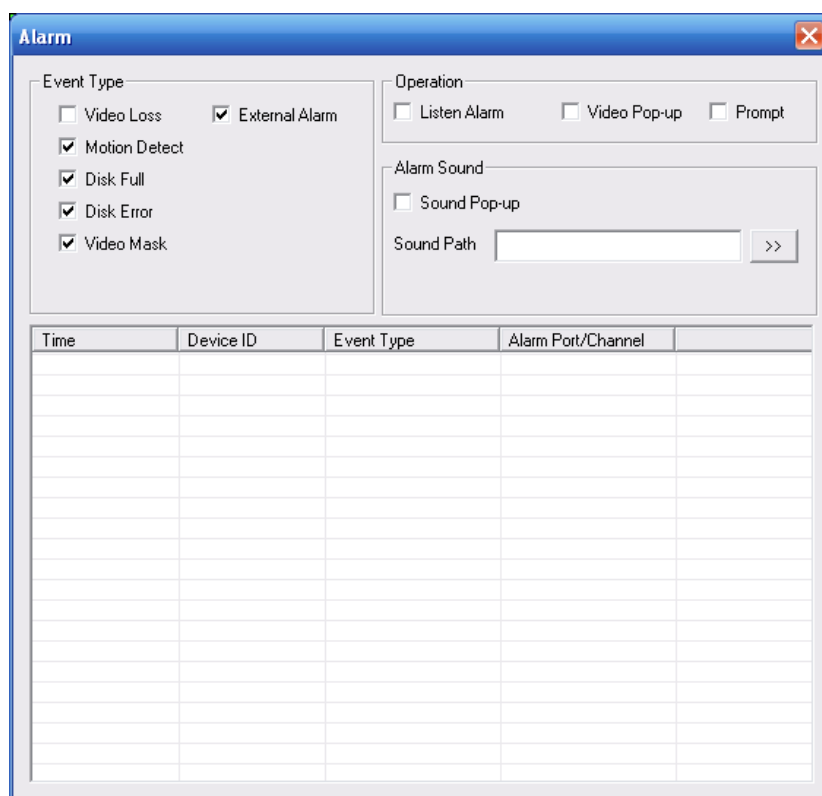 Alarm
Event Type
Video Loss
External Alarm
Motion Detect
Disk Full
Disk Error
Video Mask
Operation
Listen Alarm
Video Pop-up
Prompt
Alarm Sound
Sound Pop-up
Sound Path
>>
Time
Device ID
Event Type
Alarm Port/Channel